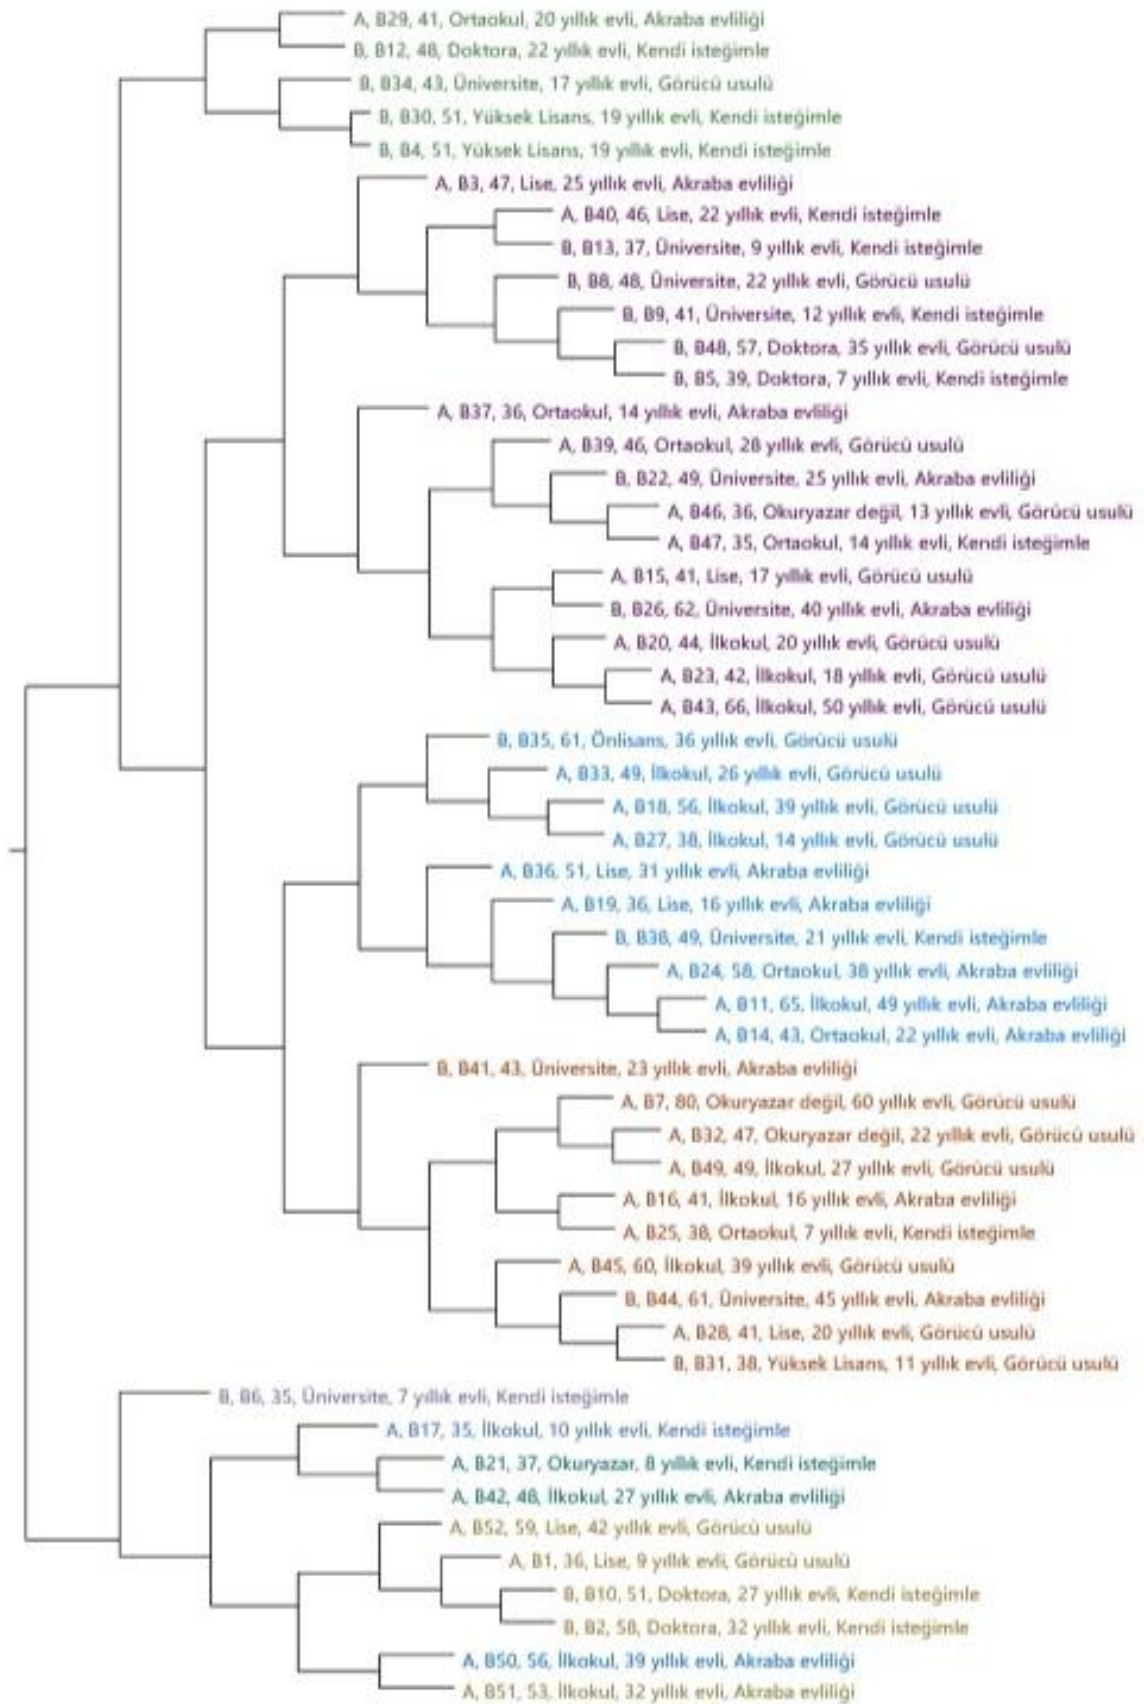 A, B29, 41, Ortaokul, 20 yıllık evli, Akraba evliliği
B, B12, 48, Doktora, 22 yıllık evli, Kendi isteğimle
B, B34, 43, Üniversite, 17 yıllık evli, Görücü usulü
B, B30, 51, Yüksek Lisans, 19 yıllık evli, Kendi isteğimle
B, B4, 51, Yüksek Lisans, 19 yıllık evli, Kendi isteğimle
A, B3, 47, Lise, 25 yıllık evli, Akraba evliliği
A, B40, 46, Lise, 22 yıllık evli, Kendi isteğimle
B, B13, 37, Üniversite, 9 yıllık evli, Kendi isteğimle
B, B8, 48, Üniversite, 22 yıllık evli, Görücü usulü
B, B9, 41, Üniversite, 12 yıllık evli, Kendi isteğimle
B, B48, 57, Doktora, 35 yıllık evli, Görücü usulü
B, B5, 39, Doktora, 7 yıllık evli, Kendi isteğimle
A, B37, 36, Ortaokul, 14 yıllık evli, Akraba evliliği
A, B39, 46, Ortaokul, 28 yıllık evli, Görücü usulü
B, B22, 49, Üniversite, 25 yıllık evli, Akraba evliliği
A, B46, 36, Okuryazar değil, 13 yıllık evli, Görücü usulü
A, B47, 35, Ortaokul, 14 yıllık evli, Kendi isteğimle
A, B15, 41, Lise, 17 yıllık evli, Görücü usulü
B, B26, 62, Üniversite, 40 yıllık evli, Akraba evliliği
A, B20, 44, İlkokul, 20 yıllık evli, Görücü usulü
A, B23, 42, İlkokul, 18 yıllık evli, Görücü usulü
A, B43, 66, İlkokul, 50 yıllık evli, Görücü usulü
B, B35, 61, Önlisans, 36 yıllık evli, Görücü usulü
A, B33, 49, İlkokul, 26 yıllık evli, Görücü usulü
A, B18, 56, İlkokul, 39 yıllık evli, Görücü usulü
A, B27, 38, İlkokul, 14 yıllık evli, Görücü usulü
A, B36, 51, Lise, 31 yıllık evli, Akraba evliliği
A, B19, 36, Lise, 16 yıllık evli, Akraba evliliği
B, B38, 49, Üniversite, 21 yıllık evli, Kendi isteğimle
A, B24, 58, Ortaokul, 38 yıllık evli, Akraba evliliği
A, B11, 65, İlkokul, 49 yıllık evli, Akraba evliliği
A, B14, 43, Ortaokul, 22 yıllık evli, Akraba evliliği
B, B41, 43, Üniversite, 23 yıllık evli, Akraba evliliği
A, B7, 80, Okuryazar değil, 60 yıllık evli, Görücü usulü
A, B32, 47, Okuryazar değil, 22 yıllık evli, Görücü usulü
A, B49, 49, İlkokul, 27 yıllık evli, Görücü usulü
A, B16, 41, İlkokul, 16 yıllık evli, Akraba evliliği
A, B25, 38, Ortaokul, 7 yıllık evli, Kendi isteğimle
A, B45, 60, İlkokul, 39 yıllık evli, Görücü usulü
B, B44, 61, Üniversite, 45 yıllık evli, Akraba evliliği
A, B28, 41, Lise, 20 yıllık evli, Görücü usulü
B, B31, 38, Yüksek Lisans, 11 yıllık evli, Görücü usulü
B, B6, 35, Üniversite, 7 yıllık evli, Kendi isteğimle
A, B17, 35, İlkokul, 10 yıllık evli, Kendi isteğimle
A, B21, 37, Okuryazar, 8 yıllık evli, Kendi isteğimle
A, B42, 48, İlkokul, 27 yıllık evli, Akraba evliliği
A, B52, 59, Lise, 42 yıllık evli, Görücü usulü
A, B1, 36, Lise, 9 yıllık evli, Görücü usulü
B, B10, 51, Doktora, 27 yıllık evli, Kendi isteğimle
B, B2, 58, Doktora, 32 yıllık evli, Kendi isteğimle
A, B50, 56, İlkokul, 39 yıllık evli, Akraba evliliği
A, B51, 53, İlkokul, 32 yıllık evli, Akraba evliliği